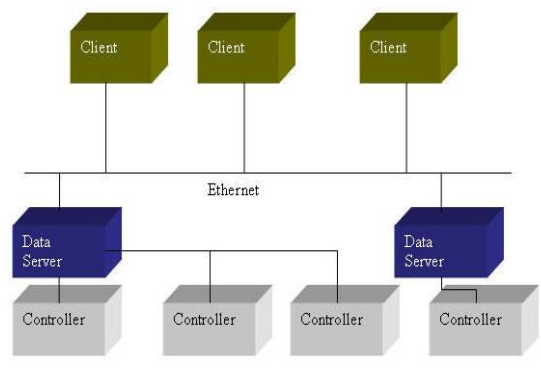 Client
Client
Client
Ethernet
Data
Server
Data
Server
Controller
Controller
Controller
Controller